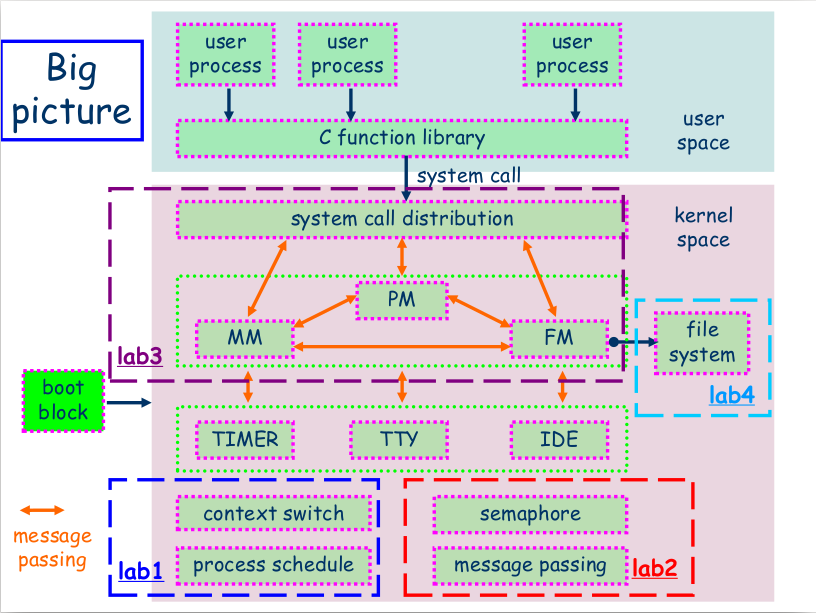 Big
picture
user
process
user
process
user
process
C function library
user
space
system call
system call distribution
kernel
space
PM
MM
FM
lab3
file
system
lab4
boot
block
TIMER
TTY
IDE
message
passing
context switch
process schedule
lab1
semaphore
message passing
lab2